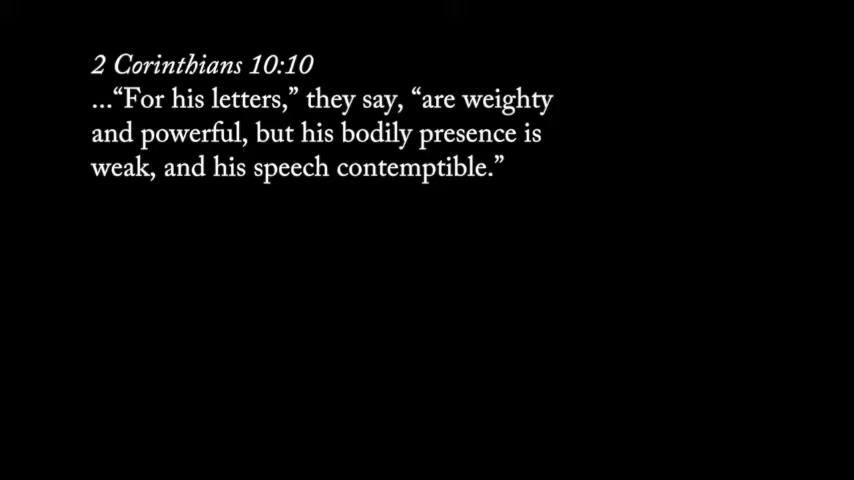 2 Corinthians 10:10
...“For his letters,” they say, “are weighty
and powerful, but his bodily presence is
weak, and his speech contemptible.”